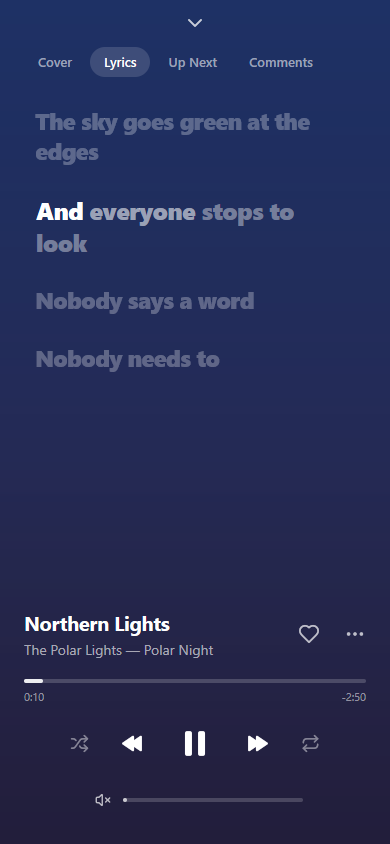 Cover
Lyrics
Up Next
Comments
The sky goes green at the
edges
And everyone stops to
look
Nobody says a word
Nobody needs to
Northern Lights
The Polar Lights — Polar Night
0:10
-2:50